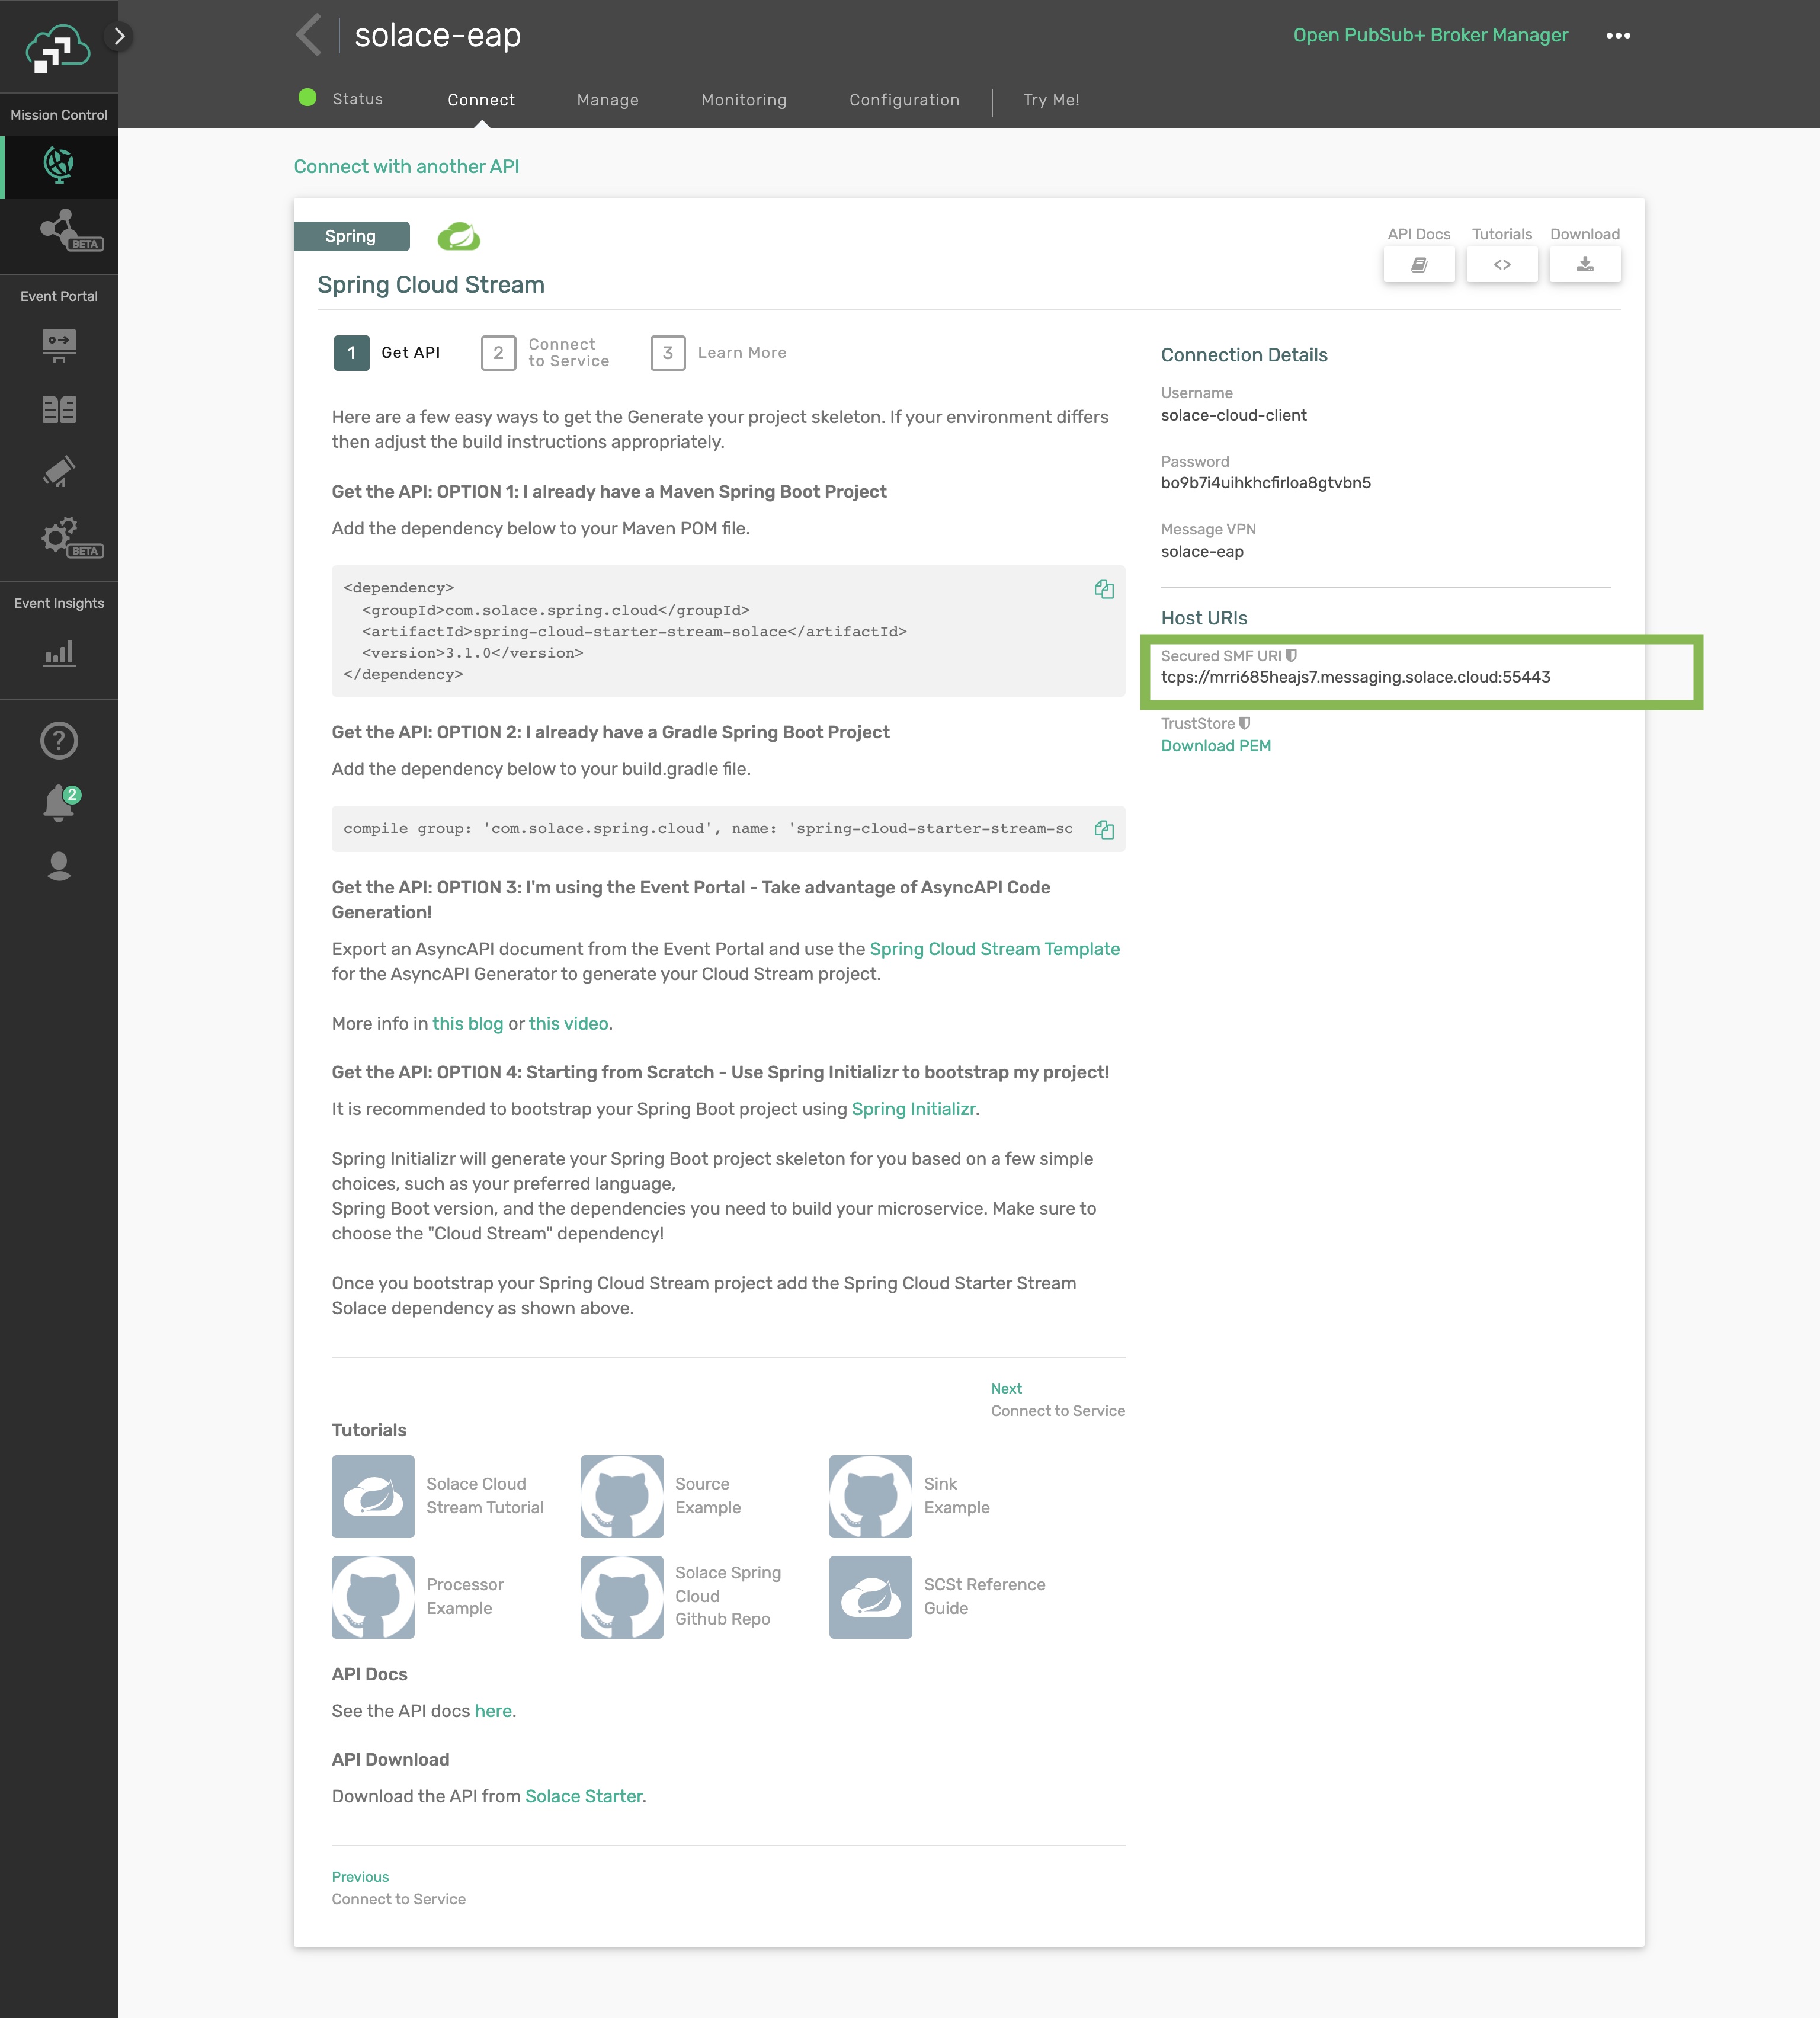 solace-eap
Open PubSub+ Broker Manager
Status
Connect
Manage
Monitoring
Configuration
Try Me!
Mission Control
BETA
Event Portal
BETA
Event Insights
2
Connect with another API
Spring
API Docs
Tutorials
Download
Spring Cloud Stream
1 Get API
2 Connect
to Service
3 Learn More
Here are a few easy ways to get the Generate your project skeleton. If your environment differs
then adjust the build instructions appropriately.
Get the API: OPTION 1: I already have a Maven Spring Boot Project
Add the dependency below to your Maven POM file.
<dependency>
<groupId>com.solace.spring.cloud</groupId>
<artifactId>spring-cloud-starter-stream-solace</artifactId>
<version>3.1.0</version>
</dependency>
Get the API: OPTION 2: I already have a Gradle Spring Boot Project
Add the dependency below to your build.gradle file.
compile group: 'com.solace.spring.cloud', name: 'spring-cloud-starter-stream-so
Get the API: OPTION 3: I'm using the Event Portal - Take advantage of AsyncAPI Code
Generation!
Export an AsyncAPI document from the Event Portal and use the Spring Cloud Stream Template
for the AsyncAPI Generator to generate your Cloud Stream project.
More info in this blog or this video.
Get the API: OPTION 4: Starting from Scratch - Use Spring Initializr to bootstrap my project!
It is recommended to bootstrap your Spring Boot project using Spring Initializr.
Spring Initializr will generate your Spring Boot project skeleton for you based on a few simple
choices, such as your preferred language,
Spring Boot version, and the dependencies you need to build your microservice. Make sure to
choose the "Cloud Stream" dependency!
Once you bootstrap your Spring Cloud Stream project add the Spring Cloud Starter Stream
Solace dependency as shown above.
Next
Connect to Service
Tutorials
Solace Cloud
Stream Tutorial
Source
Example
Sink
Example
Processor
Example
Solace Spring
Cloud
Github Repo
SCSt Reference
Guide
API Docs
See the API docs here.
API Download
Download the API from Solace Starter.
Previous
Connect to Service
Connection Details
Username
solace-cloud-client
Password
bo9b7i4uihkhcfirloa8gtvbn5
Message VPN
solace-eap
Host URIs
Secured SMF URI
tcps://mrri685heajs7.messaging.solace.cloud:55443
TrustStore
Download PEM